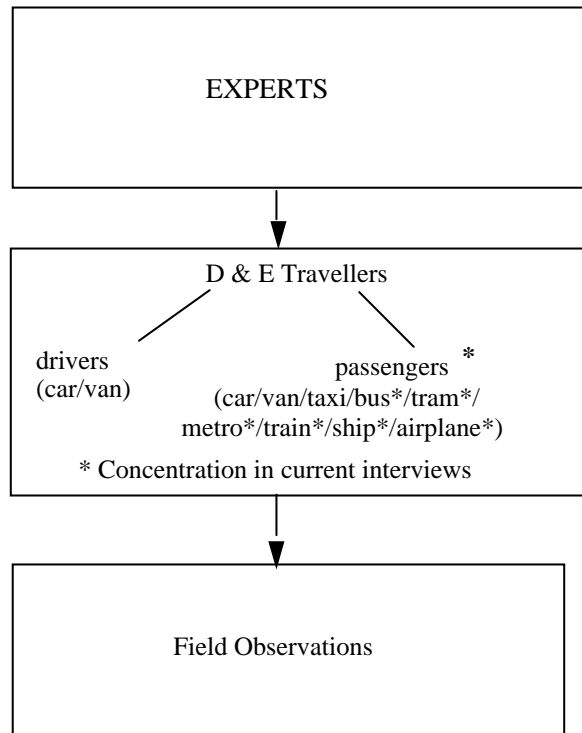 EXPERTS
D & E Travellers
drivers
(car/van)
passengers *
(car/van/taxi/bus*/tram*/
metro*/train*/ship*/airplane*)
* Concentration in current interviews
Field Observations